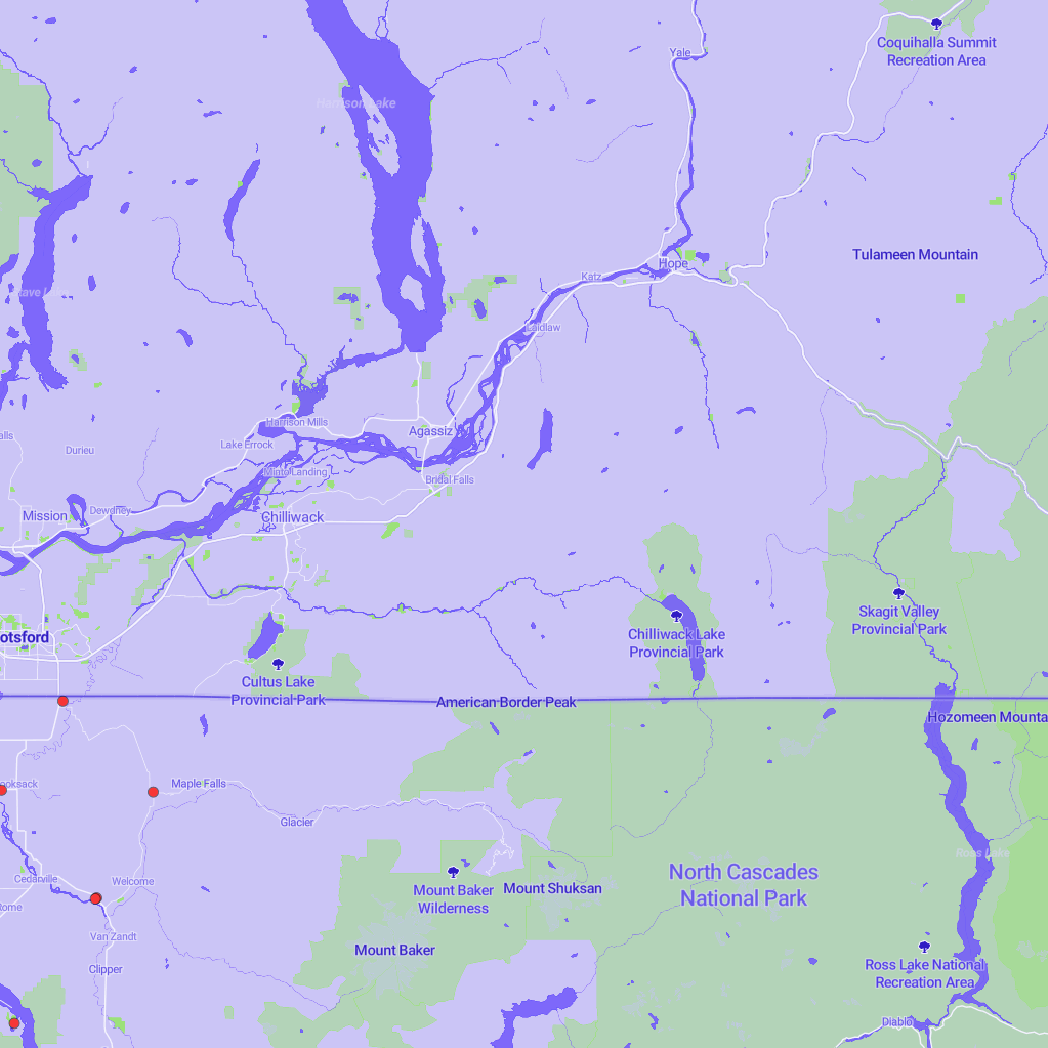 Yale
Coquihalla Summit
Recreation Area
Harrison Lake
Tulameen Mountain
Hope
Katz
Laidlaw
Harrison Mills
Agassiz
Lake Errock
Durieu
Minto Landing
Bridal Falls
Mission
Dewdney
Chilliwack
Skagit Valley
Provincial Park
Chilliwack Lake
Provincial Park
otsford
Cultus Lake
Provincial Park
American Border Peak
Hozomeen Mounta
ooksack
Maple Falls
Glacier
Ross Lake
Cedarville
Welcome
Mount Baker
Wilderness
Mount Shuksan
North Cascades
National Park
Rome
Van Zandt
Mount Baker
Clipper
Ross Lake National
Recreation Area
Diablo